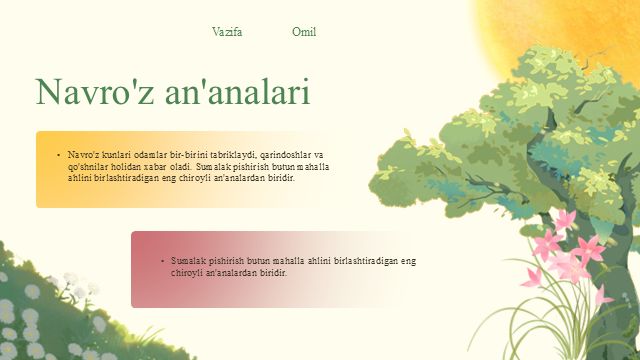 Vazifa Omil
Navro'z an'analari
• Navro'z kunlari odamlar bir-birini tabriklaydi, qarindoshlar va
qo'shnilar holidan xabar oladi. Sumalak pishirish butun mahalla
ahlini birlashtiradigan eng chiroyli an'analardan biridir.
• Sumalak pishirish butun mahalla ahlini birlashtiradigan eng
chiroyli an'analardan biridir.